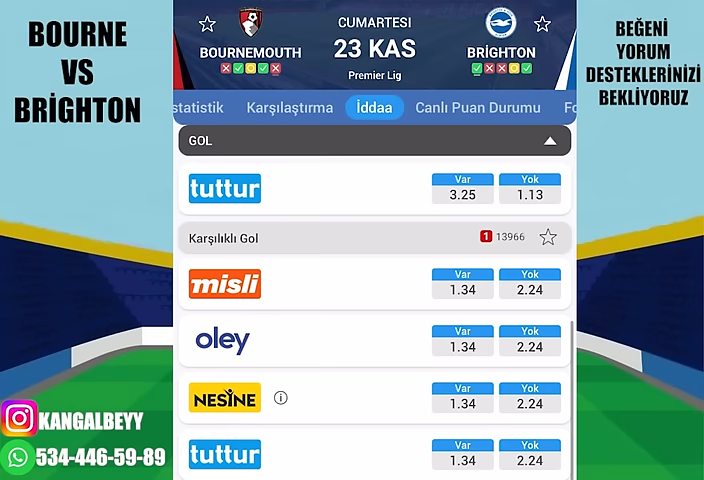 BOURNE
VS
BRİGHTON
CUMARTESİ
23 KAS
Premier Lig
BOURNEMOUTH
BRİGHTON
BEĞENİ
YORUM
DESTEKLERİNİZİ
BEKLİYORUZ
statistik Karşılaştırma İddaa Canlı Puan Durumu Fo
GOL
tuttur Var 3.25 Yok 1.13
Karşılıklı Gol 1 13966
misli Var 1.34 Yok 2.24
oley Var 1.34 Yok 2.24
NESİNE Var 1.34 Yok 2.24
tuttur Var 1.34 Yok 2.24
KANGALBEYY
534-446-59-89